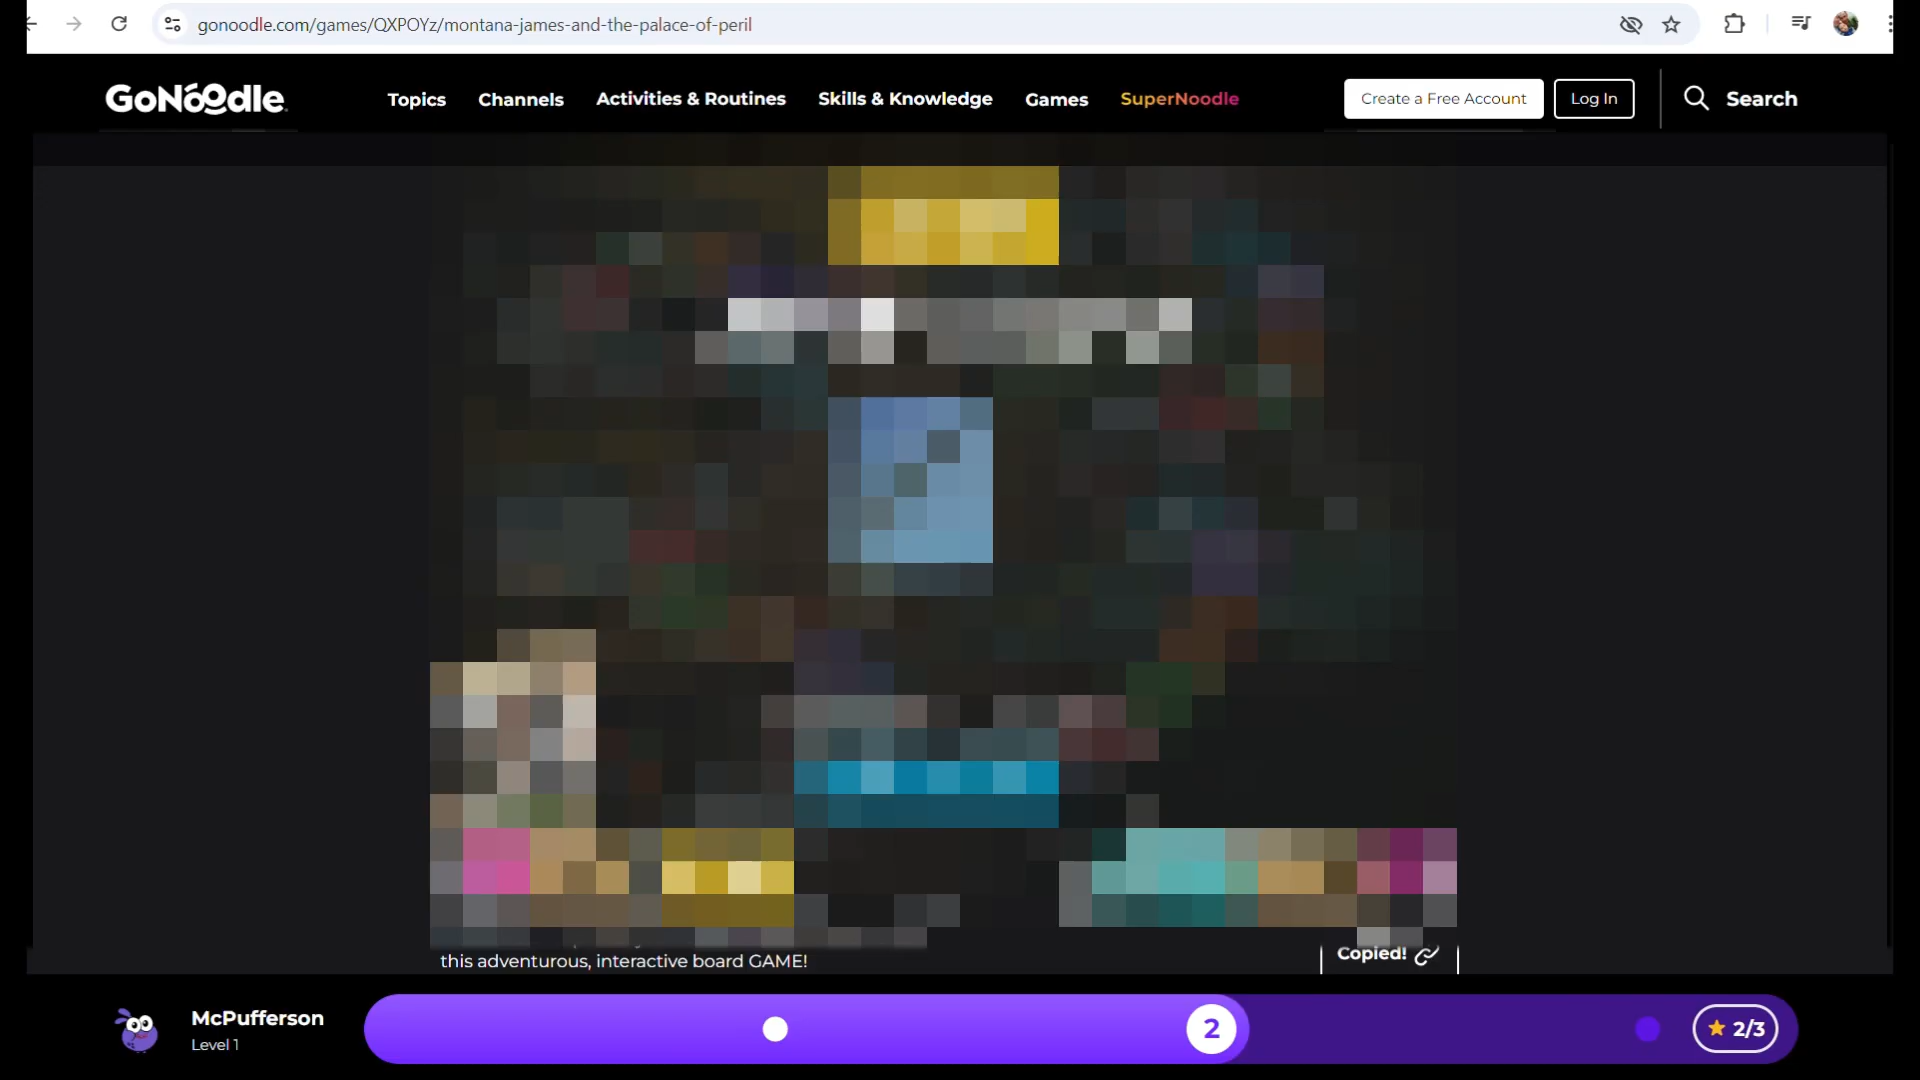 gonoodle.com/games/QXPOYz/montana-james-and-the-palace-of-peril
GoNoodle
Topics
Channels
Activities & Routines
Skills & Knowledge
Games
SuperNoodle
Create a Free Account
Log In
Search
this adventurous, interactive board GAME!
Copied!
McPufferson
Level 1
2
2/3